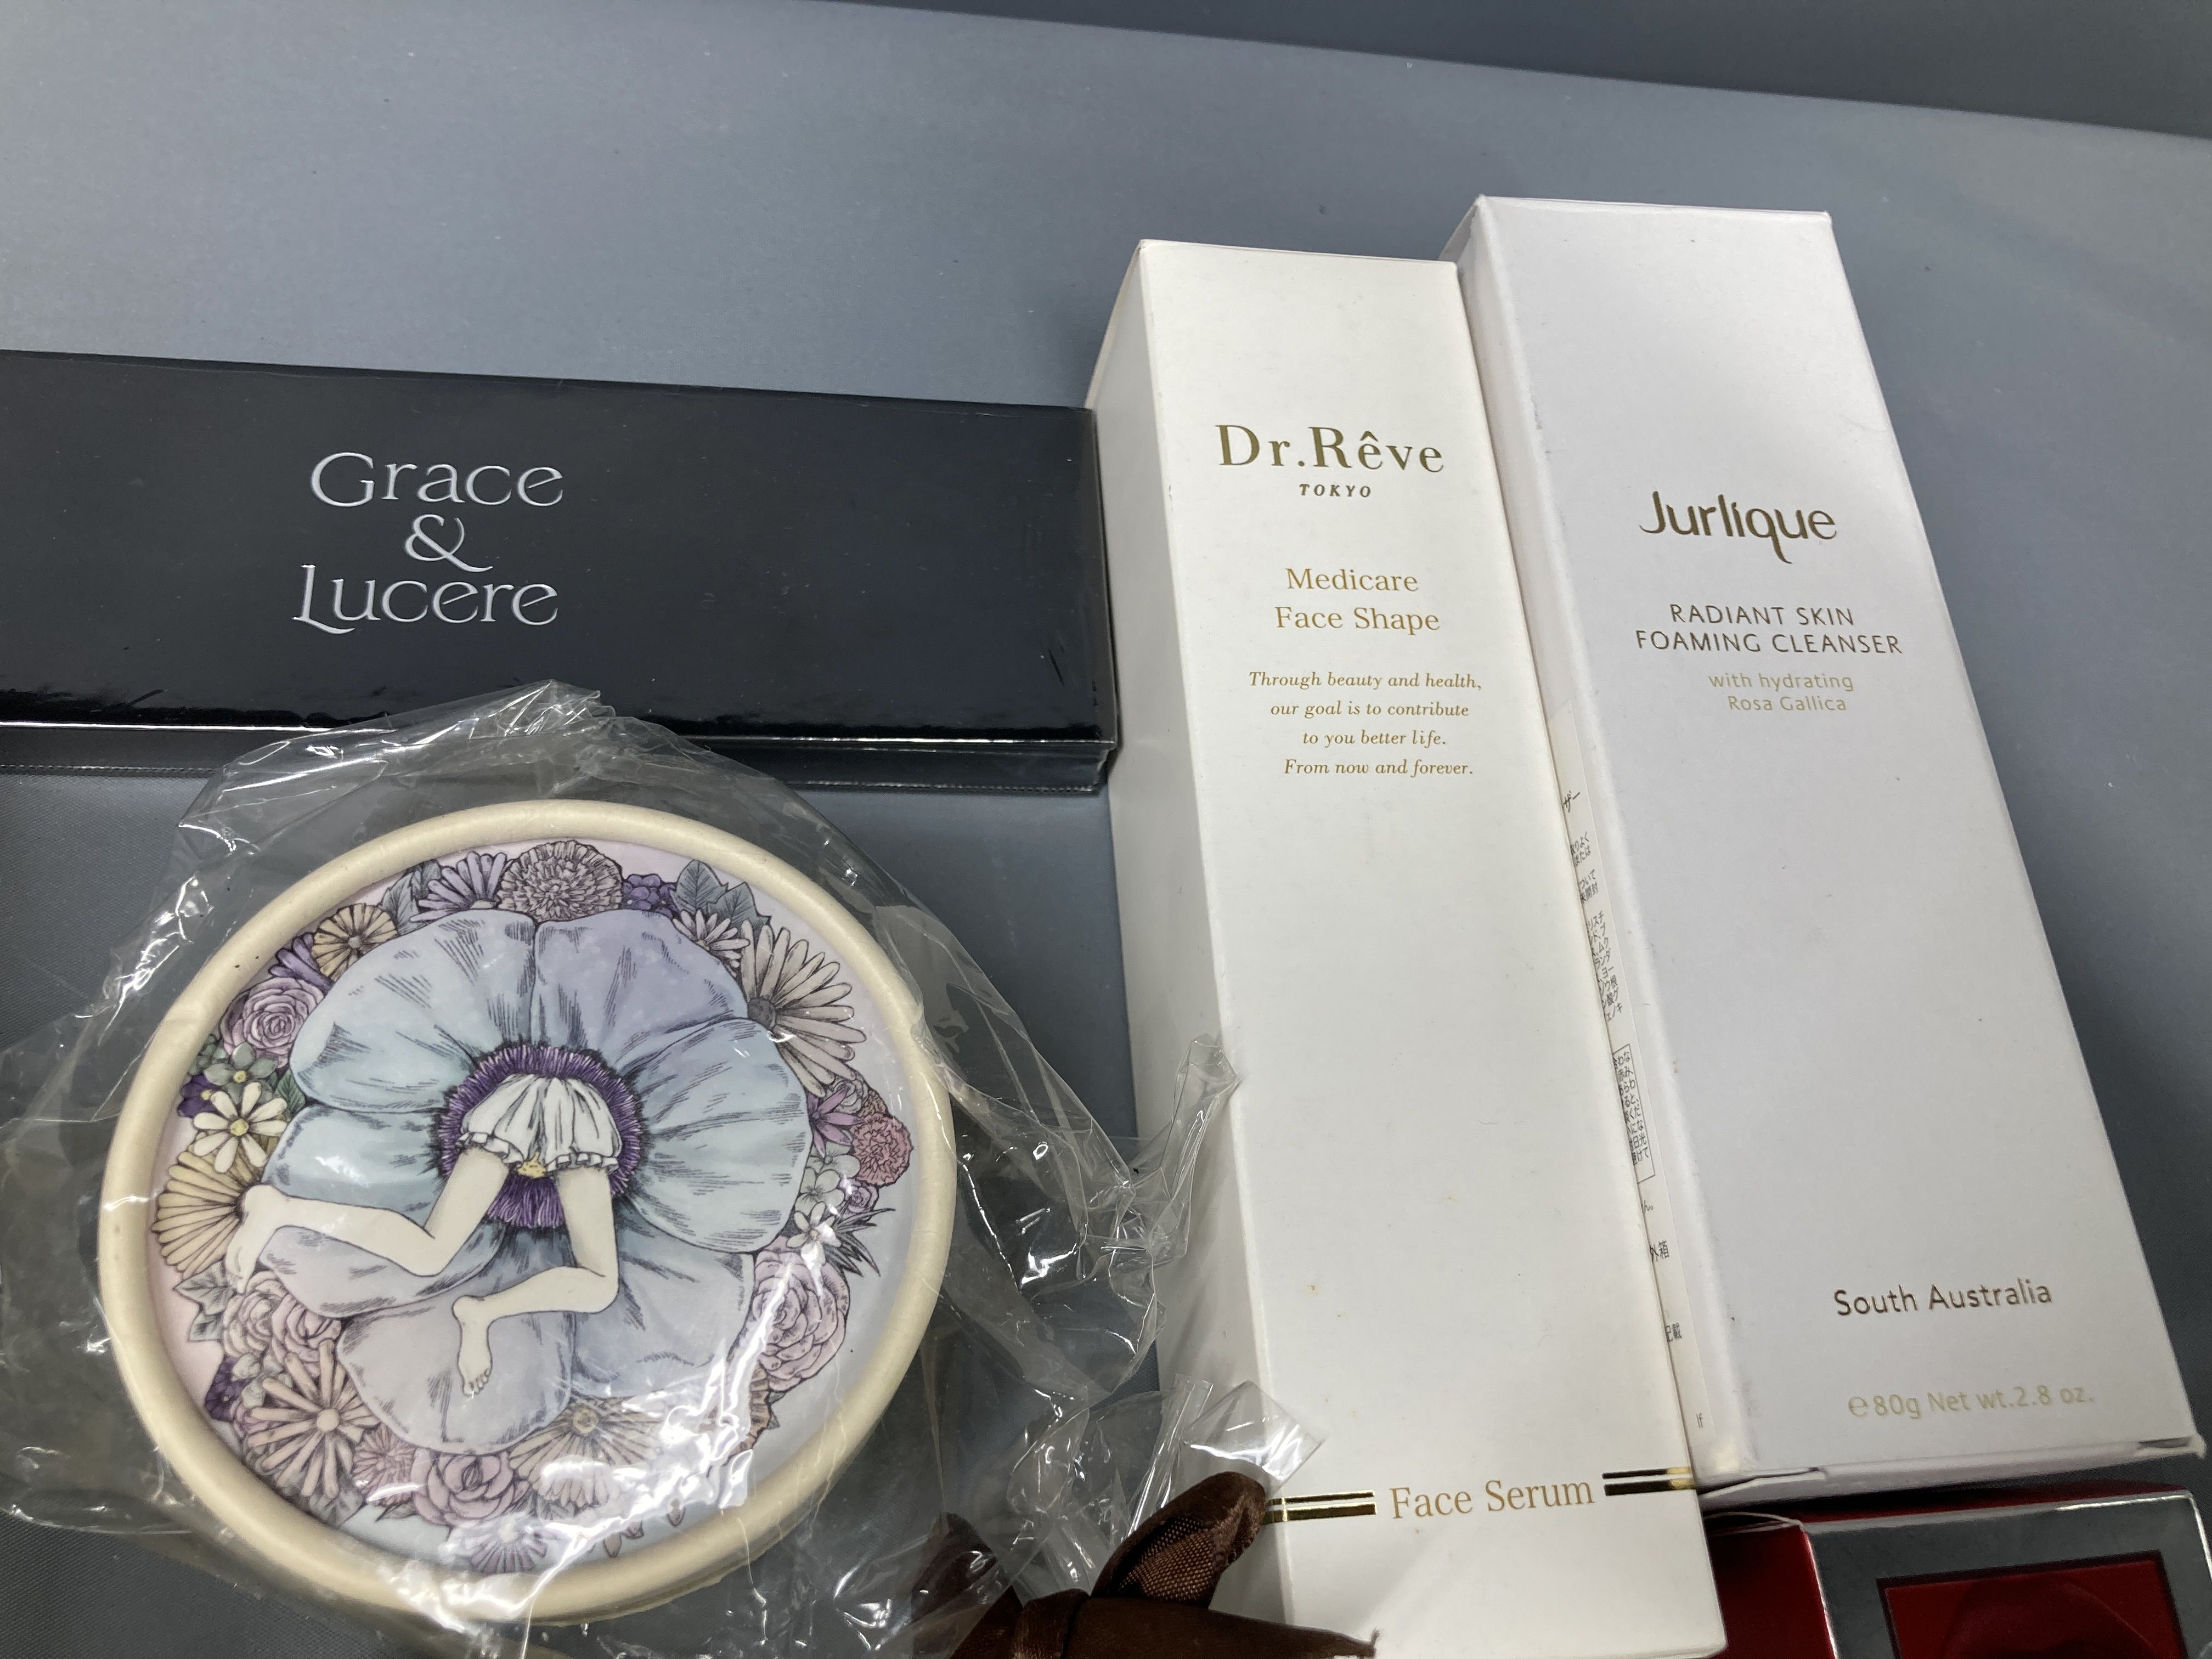 Grace
&
Lucere
Dr.Rêve
TOKYO
Medicare
Face Shape
Through beauty and health,
our goal is to contribute
to you better life.
From now and forever.
Face Serum
Jurlique
RADIANT SKIN
FOAMING CLEANSER
with hydrating
Rosa Gallica
South Australia
℮80g Net wt.2.8 oz.